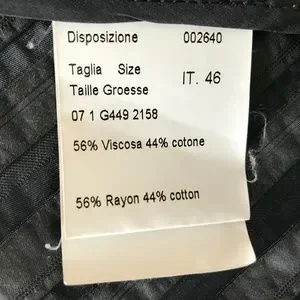 Disposizione 002640
Taglia Size
Taille Groesse IT. 46
07 1 G449 2158
56% Viscosa 44% cotone
56% Rayon 44% cotton